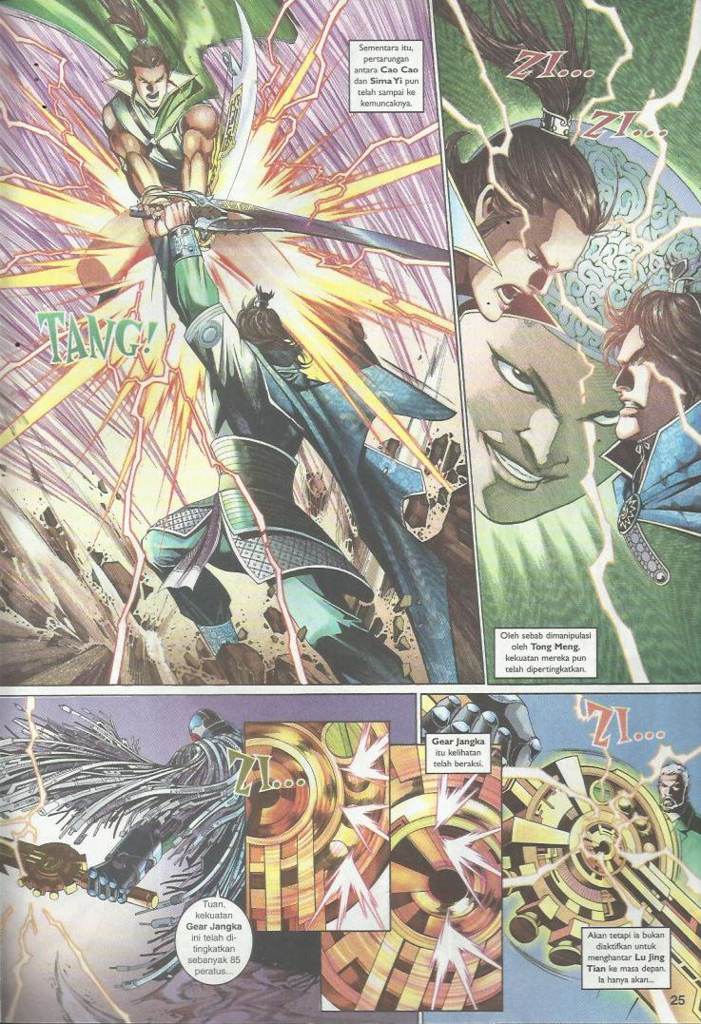 Sementara itu,
pertarungan
antara Cao Cao
dan Sima Yi pun
telah sampai ke
kemuncaknya.
ZI...
ZI...
TANG!
Oleh sebab dimanipulasi
oleh Tong Meng,
kekuatan mereka pun
telah dipertingkatkan.
ZI...
Tuan,
kekuatan
Gear Jangka
ini telah di-
tingkatkan
sebanyak 85
peratus...
Gear Jangka
itu kelihatan
telah beraksi.
ZI...
Akan tetapi ia bukan
diaktifkan untuk
menghantar Lu Jing
Tian ke masa depan.
Ia hanya akan...
25